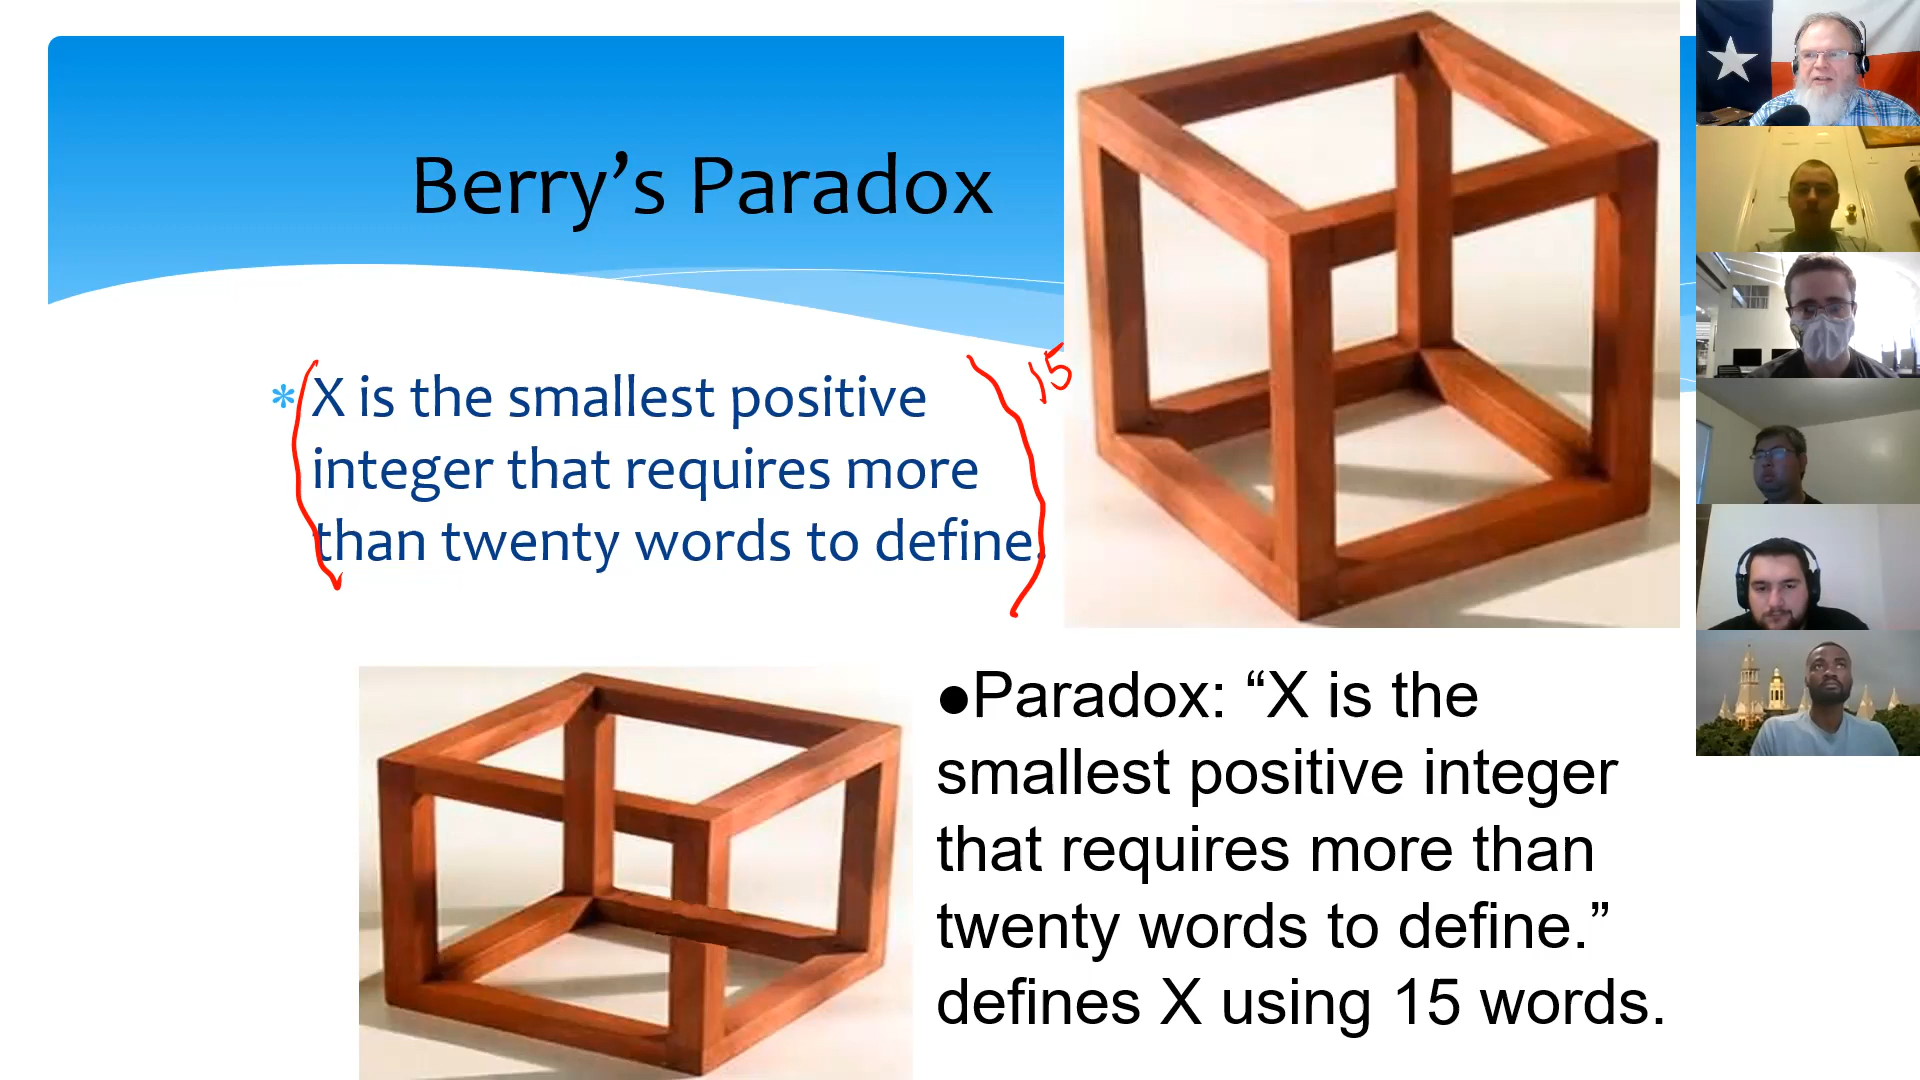 Berry’s Paradox
* X is the smallest positive
integer that requires more
than twenty words to define.
15
●Paradox: “X is the
smallest positive integer
that requires more than
twenty words to define.”
defines X using 15 words.